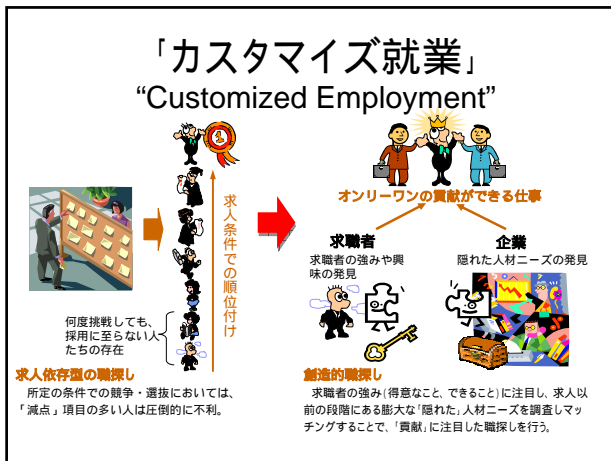 「カスタマイズ就業」
“Customized Employment”
1
求人条件での順位付け
何度挑戦しても、
採用に至らない人
たちの存在
求人依存型の職探し
所定の条件での競争・選抜においては、
「減点」項目の多い人は圧倒的に不利。
オンリーワンの貢献ができる仕事
求職者
求職者の強みや興
味の発見
企業
隠れた人材ニーズの発見
創造的職探し
求職者の強み(得意なこと、できること)に注目し、求人以
前の段階にある膨大な「隠れた」人材ニーズを調査しマッ
チングすることで、「貢献」に注目した職探しを行う。